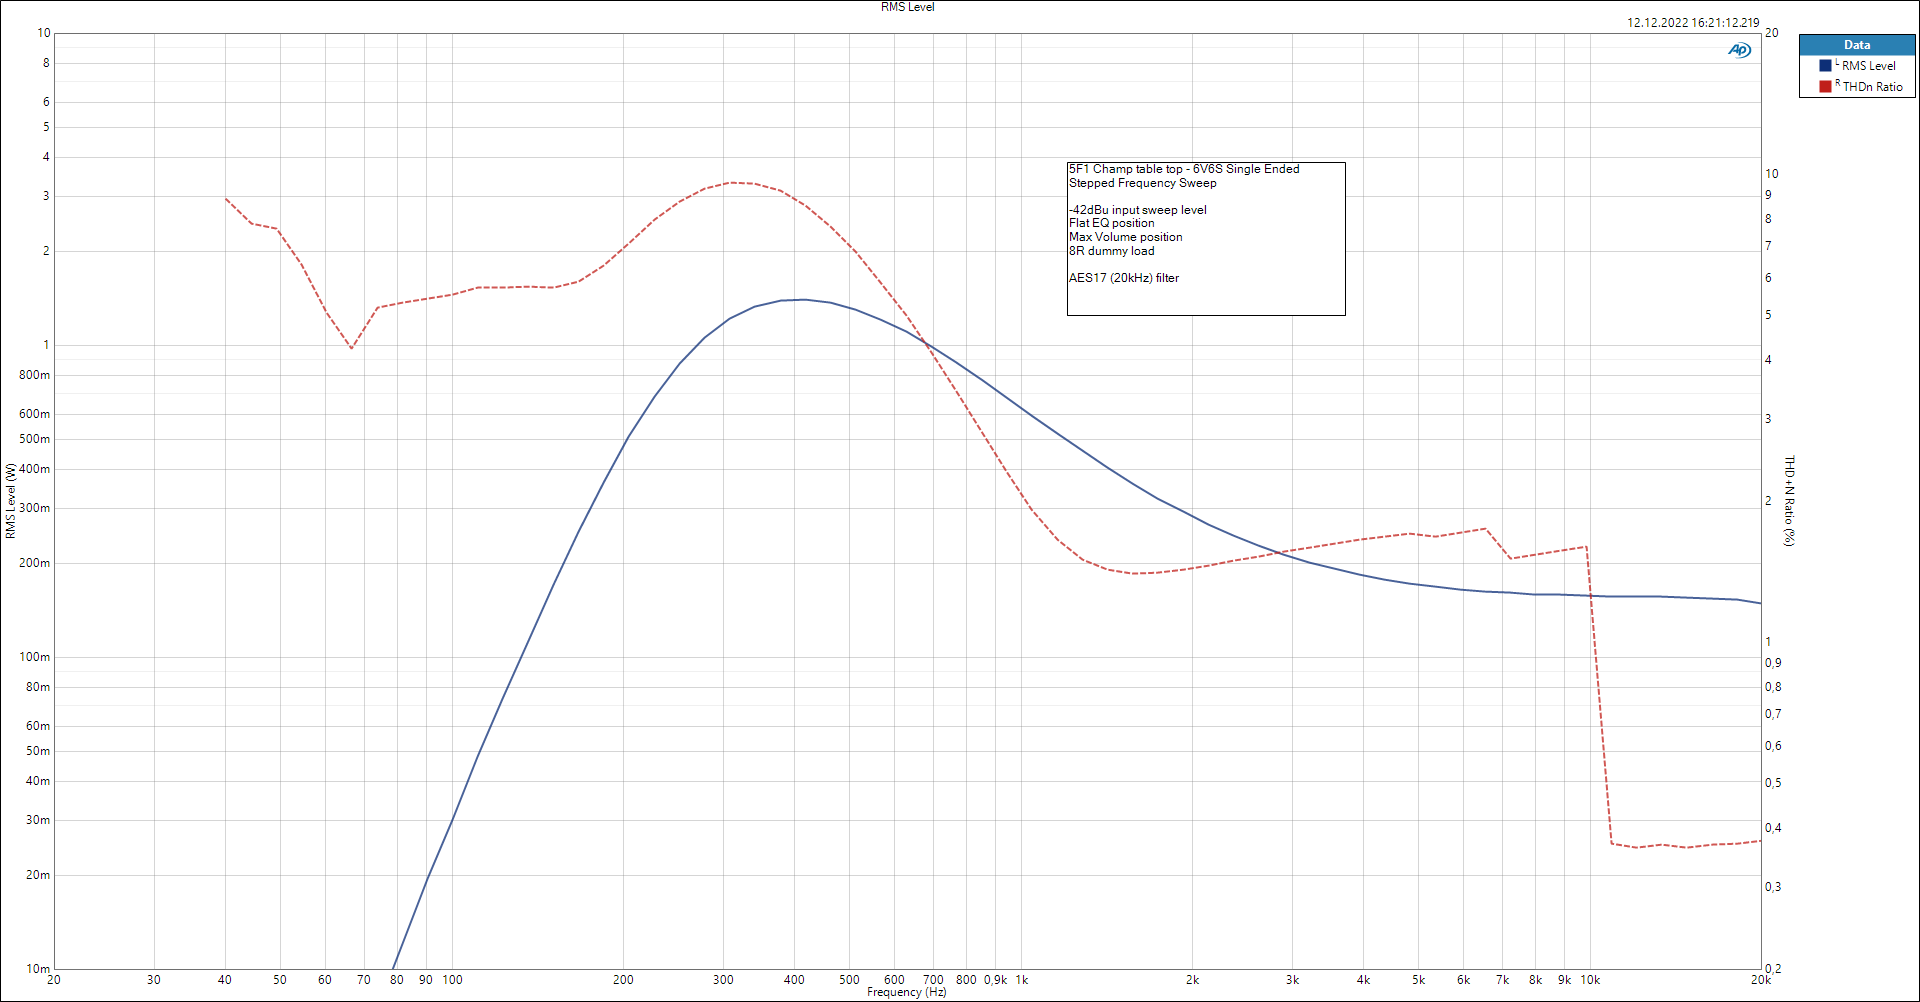 RMS Level
12.12.2022 16:21:12.219
AP
Data
L RMS Level
R THDn Ratio
5F1 Champ table top - 6V6S Single Ended
Stepped Frequency Sweep
-42dBu input sweep level
Flat EQ position
Max Volume position
8R dummy load
AES17 (20kHz) filter
RMS Level (W)
10
8
6
5
4
3
2
1
800m
600m
500m
400m
300m
200m
100m
80m
60m
50m
40m
30m
20m
10m
THD+N Ratio (%)
20
10
9
8
7
6
5
4
3
2
1
0,9
0,8
0,7
0,6
0,5
0,4
0,3
0,2
20 30 40 50 60 70 80 90 100 200 300 400 500 600 700 800 0,9k 1k 2k 3k 4k 5k 6k 7k 8k 9k 10k 20k
Frequency (Hz)